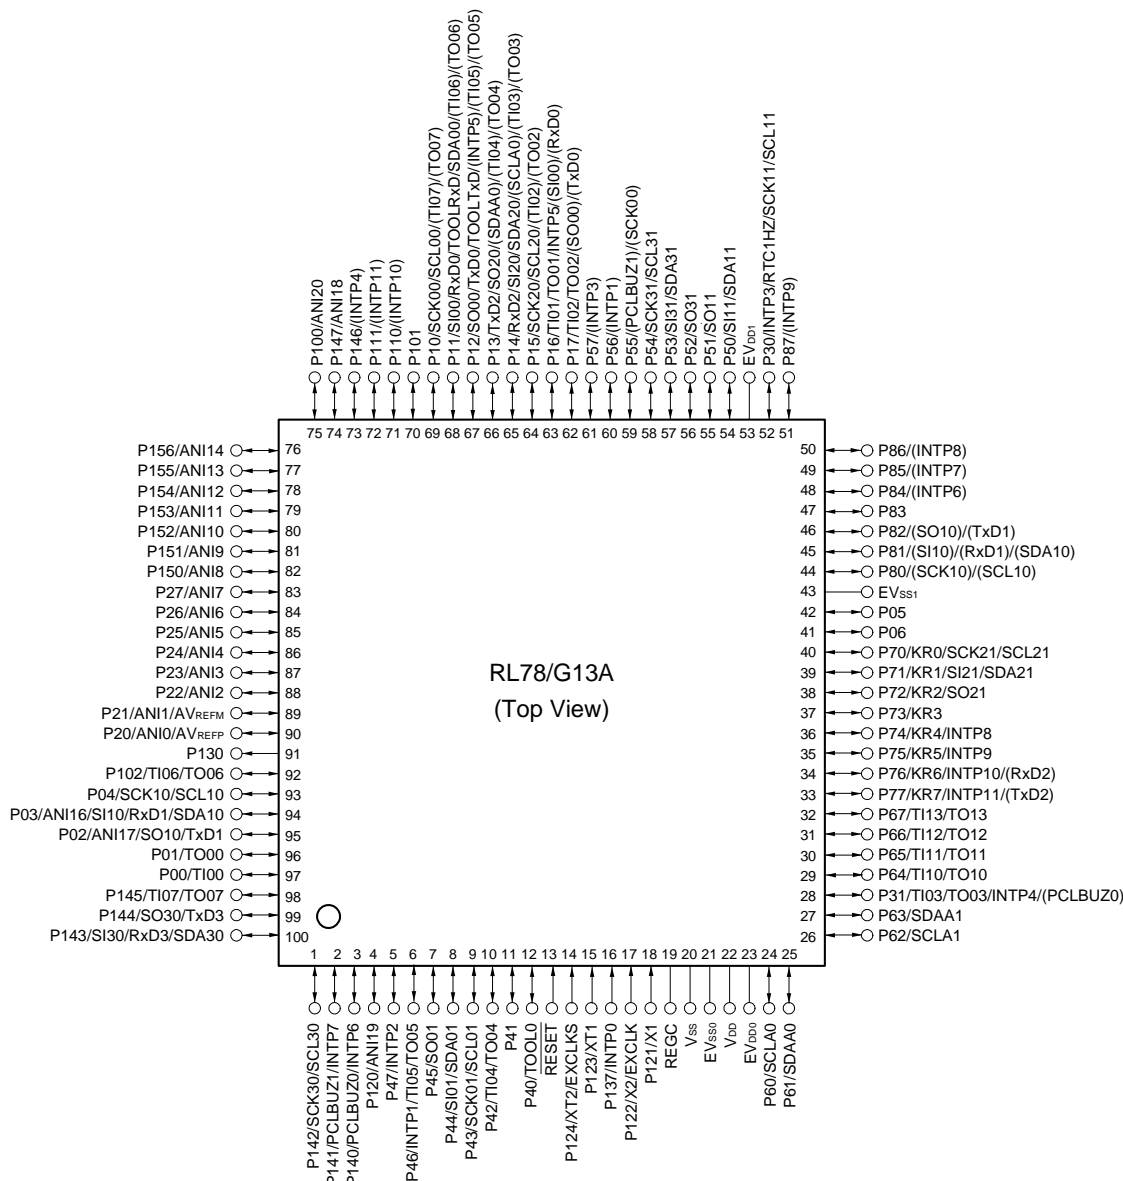 P100/ANI20
P147/ANI18
P146/(INTP4)
P111/(INTP11)
P110/(INTP10)
P101
P10/SCK00/SCL00/(TI07)/(TO07)
P11/SI00/RxD0/TOOLRxD/SDA00/(TI06)/(TO06)
P12/SO00/TxD0/TOOLTxD/(INTP5)/(TI05)/(TO05)
P13/TxD2/SO20/(SDAA0)/(TI04)/(TO04)
P14/RxD2/SI20/SDA20/(SCLA0)/(TI03)/(TO03)
P15/SCK20/SCL20/(TI02)/(TO02)
P16/TI01/TO01/INTP5/(SI00)/(RxD0)
P17/TI02/TO02/(SO00)/(TxD0)
P57/(INTP3)
P56/(INTP1)
P55/(PCLBUZ1)/(SCK00)
P54/SCK31/SCL31
P53/SI31/SDA31
P52/SO31
P51/SO11
P50/SI11/SDA11
EVDD1
P30/INTP3/RTC1HZ/SCK11/SCL11
P87/(INTP9)
75 74 73 72 71 70 69 68 67 66 65 64 63 62 61 60 59 58 57 56 55 54 53 52 51
P156/ANI14 76
P155/ANI13 77
P154/ANI12 78
P153/ANI11 79
P152/ANI10 80
P151/ANI9 81
P150/ANI8 82
P27/ANI7 83
P26/ANI6 84
P25/ANI5 85
P24/ANI4 86
P23/ANI3 87
P22/ANI2 88
P21/ANI1/AVREFM 89
P20/ANI0/AVREFP 90
P130 91
P102/TI06/TO06 92
P04/SCK10/SCL10 93
P03/ANI16/SI10/RxD1/SDA10 94
P02/ANI17/SO10/TxD1 95
P01/TO00 96
P00/TI00 97
P145/TI07/TO07 98
P144/SO30/TxD3 99
P143/SI30/RxD3/SDA30 100
RL78/G13A
(Top View)
50 P86/(INTP8)
49 P85/(INTP7)
48 P84/(INTP6)
47 P83
46 P82/(SO10)/(TxD1)
45 P81/(SI10)/(RxD1)/(SDA10)
44 P80/(SCK10)/(SCL10)
43 EVSS1
42 P05
41 P06
40 P70/KR0/SCK21/SCL21
39 P71/KR1/SI21/SDA21
38 P72/KR2/SO21
37 P73/KR3
36 P74/KR4/INTP8
35 P75/KR5/INTP9
34 P76/KR6/INTP10/(RxD2)
33 P77/KR7/INTP11/(TxD2)
32 P67/TI13/TO13
31 P66/TI12/TO12
30 P65/TI11/TO11
29 P64/TI10/TO10
28 P31/TI03/TO03/INTP4/(PCLBUZ0)
27 P63/SDAA1
26 P62/SCLA1
1 2 3 4 5 6 7 8 9 10 11 12 13 14 15 16 17 18 19 20 21 22 23 24 25
P142/SCK30/SCL30
P141/PCLBUZ1/INTP7
P140/PCLBUZ0/INTP6
P120/ANI19
P47/INTP2
P46/INTP1/TI05/TO05
P45/SO01
P44/SI01/SDA01
P43/SCK01/SCL01
P42/TI04/TO04
P41
P40/TOOL0
RESET
P124/XT2/EXCLKS
P123/XT1
P137/INTP0
P122/X2/EXCLK
P121/X1
REGC
VSS
EVSS0
VDD
EVDD0
P60/SCLA0
P61/SDAA0